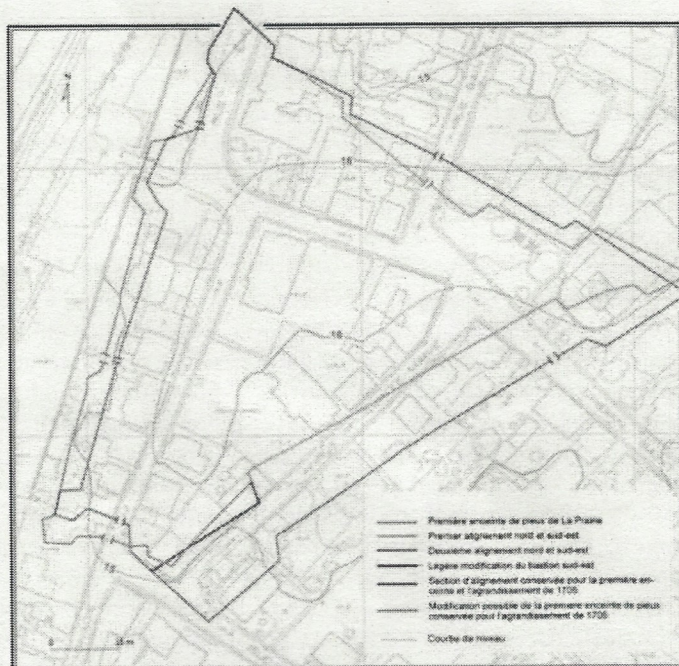 N
15
16
16
15
Première enceinte de pieux de La Prairie
Premier alignement nord et sud-est
Deuxième alignement nord et sud-est
Légère modification du bastion sud-est
Section d'alignement conservée pour la première en-
ceinte et l'agrandissement de 1705
Modification possible de la première enceinte de pieux
conservée pour l'agrandissement de 1705
Courbe de niveau
0
25 m